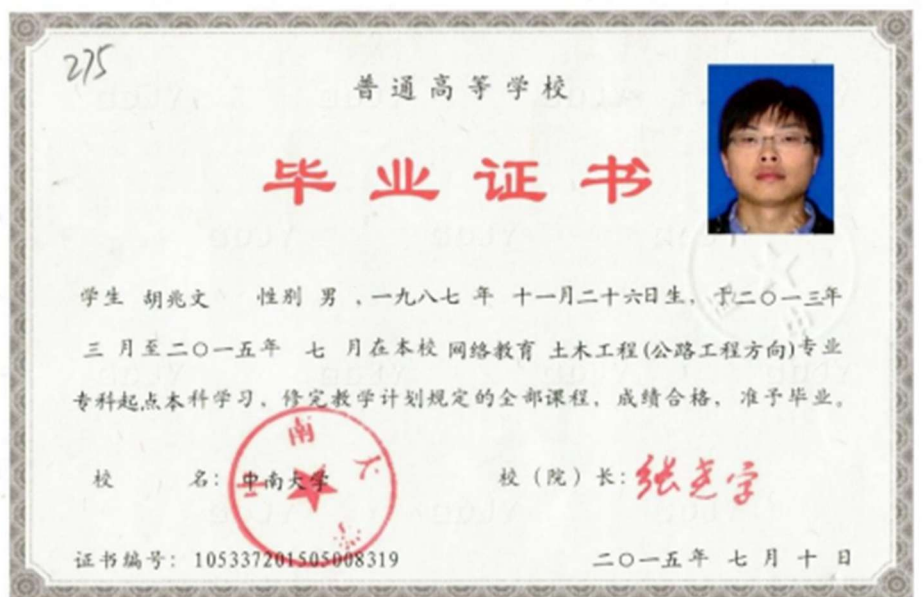 275
普通高等学校
毕业证书
学生 胡兆文 性别 男 ,一九八七年 十一月二十六日生, 于二〇一三年
三 月至二〇一五年 七 月在本校 网络教育 土木工程(公路工程方向)专业
专科起点本科学习, 修完教学计划规定的全部课程, 成绩合格, 准予毕业。
校 名: 中南大学
校(院)长: 张尧学
证书编号: 105337201505008319
二〇一五年 七 月 十 日